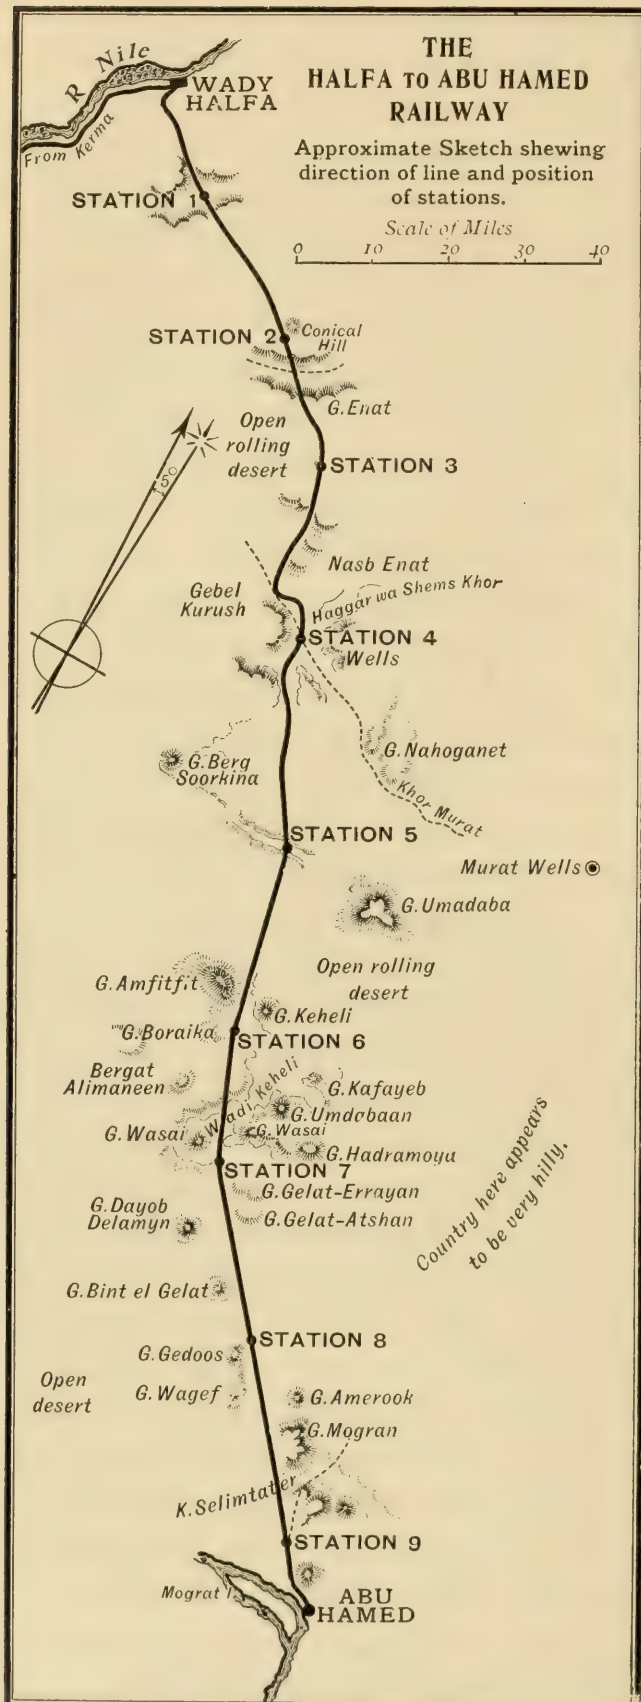 THE
HALFA TO ABU HAMED
RAILWAY
Approximate Sketch shewing
direction of line and position
of stations.
Scale of Miles
0 10 20 30 40
R. Nile
WADY
HALFA
From Kerma
STATION 1
STATION 2
Conical
Hill
G. Enat
Open
rolling
desert
STATION 3
15°
Nasb Enat
Gebel
Kurush
Haggar wa Shems Khor
STATION 4
Wells
G. Nahoganet
G. Berg
Soorkina
Khor Murat
STATION 5
Murat Wells
G. Umadaba
Open rolling
desert
G. Amfitfit
G. Keheli
G. Boraika
STATION 6
Bergat
Alimaneen
Wadi Keheli
G. Kafayeb
G. Umdobaan
G. Wasai
G. Wasai
G. Hadramoyu
STATION 7
G. Gelat-Errayan
G. Dayob
Delamyn
G. Gelat-Atshan
Country here appears
to be very hilly.
G. Bint el Gelat
STATION 8
G. Gedoos
Open
desert
G. Wagef
G. Amerook
G. Mogran
K. Selimtater
STATION 9
Mograt I.
ABU
HAMED